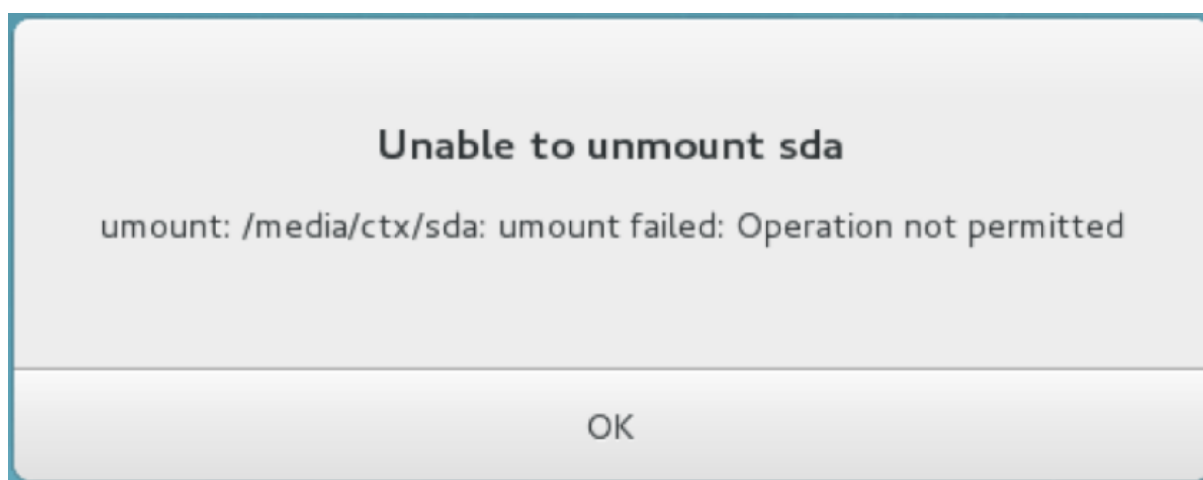 Unable to unmount sda
umount: /media/ctx/sda: umount failed: Operation not permitted
OK